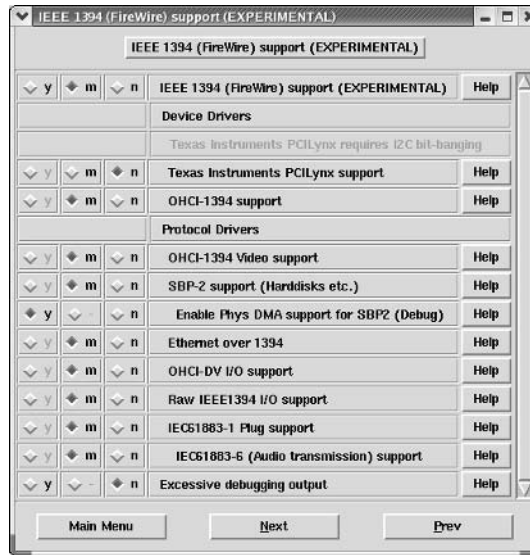 IEEE 1394 (FireWire) support (EXPERIMENTAL)
IEEE 1394 (FireWire) support (EXPERIMENTAL)
y m n IEEE 1394 (FireWire) support (EXPERIMENTAL) Help
Device Drivers
Texas Instruments PCILynx requires I2C bit-banging
y m n Texas Instruments PCILynx support Help
y m n OHCI-1394 support Help
Protocol Drivers
y m n OHCI-1394 Video support Help
y m n SBP-2 support (Harddisks etc.) Help
y - n Enable Phys DMA support for SBP2 (Debug) Help
y m n Ethernet over 1394 Help
y m n OHCI-DV I/O support Help
y m n Raw IEEE1394 I/O support Help
y m n IEC61883-1 Plug support Help
y m n IEC61883-6 (Audio transmission) support Help
y - n Excessive debugging output Help
Main Menu Next Prev